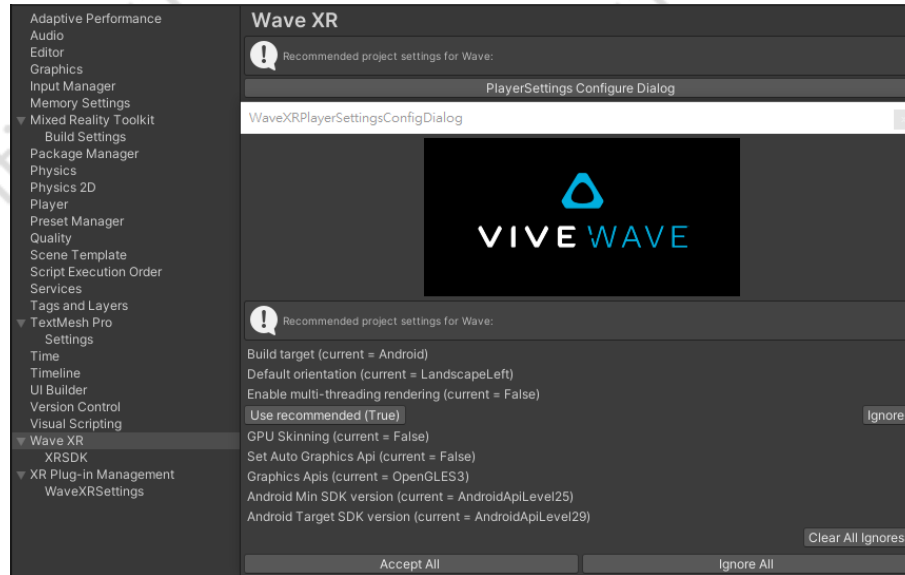 Adaptive Performance
Audio
Editor
Graphics
Input Manager
Memory Settings
Mixed Reality Toolkit
Build Settings
Package Manager
Physics
Physics 2D
Player
Preset Manager
Quality
Scene Template
Script Execution Order
Services
Tags and Layers
TextMesh Pro
Settings
Time
Timeline
UI Builder
Version Control
Visual Scripting
Wave XR
XRSDK
XR Plug-in Management
WaveXRSettings
Wave XR
Recommended project settings for Wave:
PlayerSettings Configure Dialog
WaveXRPlayerSettingsConfigDialog
VIVE WAVE
Recommended project settings for Wave:
Build target (current = Android)
Default orientation (current = LandscapeLeft)
Enable multi-threading rendering (current = False)
Use recommended (True) Ignore
GPU Skinning (current = False)
Set Auto Graphics Api (current = False)
Graphics Apis (current = OpenGLES3)
Android Min SDK version (current = AndroidApiLevel25)
Android Target SDK version (current = AndroidApiLevel29)
Clear All Ignores
Accept All Ignore All